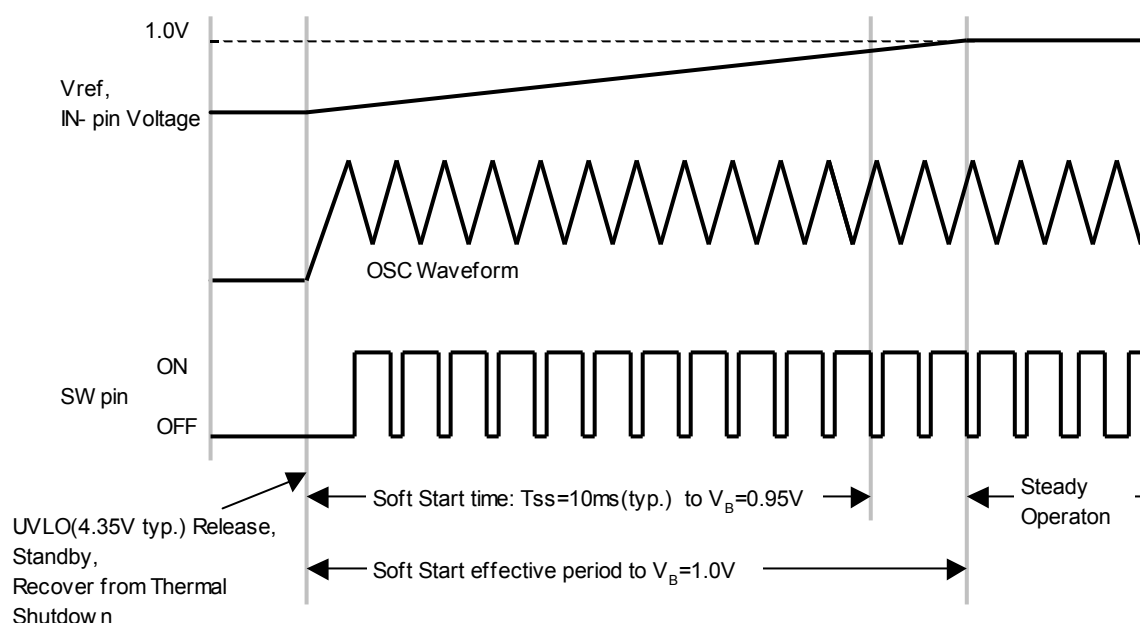 1.0V
Vref,
IN- pin Voltage
OSC Waveform
ON
SW pin
OFF
Soft Start time: Tss=10ms(typ.) to VB=0.95V
Steady
Operaton
UVLO(4.35V typ.) Release,
Standby,
Recover from Thermal
Shutdown
Soft Start effective period to VB=1.0V